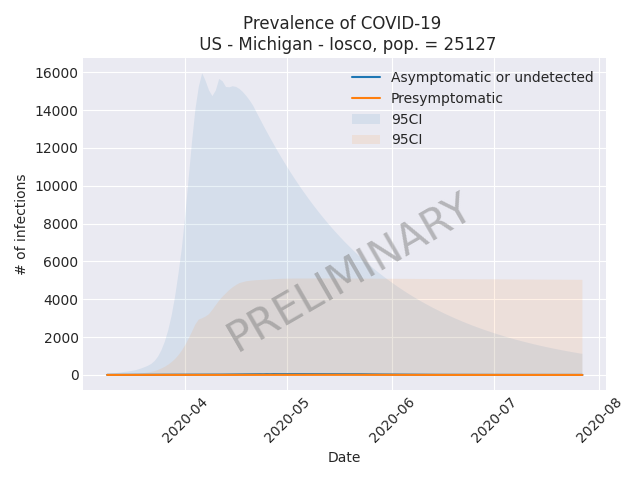 Prevalence of COVID-19
US - Michigan - Iosco, pop. = 25127
16000
14000
12000
10000
8000
6000
4000
2000
0
# of infections
Asymptomatic or undetected
Presymptomatic
95CI
95CI
PRELIMINARY
2020-04
2020-05
2020-06
2020-07
2020-08
Date